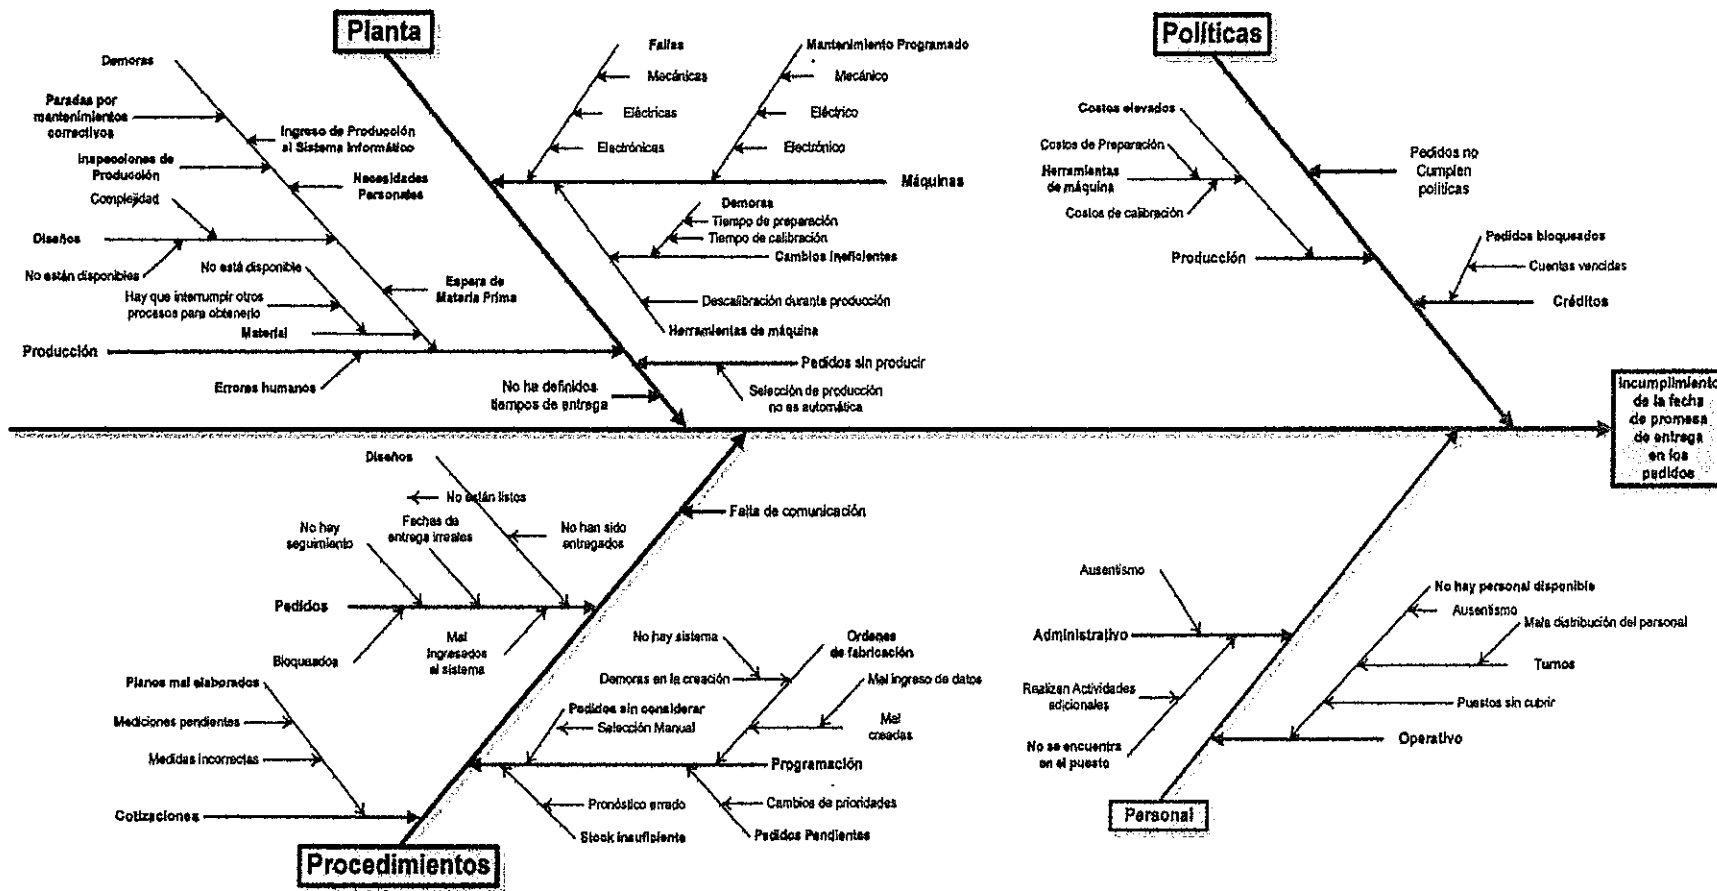 Planta
Demoras
Paradas por
mantenimientos
correctivos
Ingreso de Producción
al Sistema Informático
Inspecciones de
Producción
Necesidades
Personales
Complejidad
Diseños
No están disponibles
No está disponible
Hay que interrumpir otros
procesos para obtenerlo
Espera de
Materia Prima
Material
Producción
Errores humanos
Fallas
Mecánicas
Eléctricas
Electrónicas
Mantenimiento Programado
Mecánico
Eléctrico
Electrónico
Máquinas
Demoras
Tiempo de preparación
Tiempo de calibración
Cambios ineficientes
Descalibración durante producción
Herramientas de máquina
Pedidos sin producir
Selección de producción
no es automática
No ha definidos
tiempos de entrega
Políticas
Costos elevados
Costos de Preparación
Herramientas
de máquina
Costos de calibración
Producción
Pedidos no
Cumplen
políticas
Pedidos bloqueados
Cuentas vencidas
Créditos
Incumplimiento
de la fecha
de promesa
de entrega
en los
pedidos
Diseños
No están listos
No han sido
entregados
No hay
seguimiento
Fechas de
entrega irreales
Falta de comunicación
Pedidos
Bloqueados
Mal
Ingresados
al sistema
Planos mal elaborados
Mediciones pendientes
Medidas incorrectas
Cotizaciones
No hay sistema
Ordenes
de fabricación
Demoras en la creación
Mal ingreso de datos
Pedidos sin considerar
Selección Manual
Mal
creadas
Programación
Pronóstico errado
Stock insuficiente
Cambios de prioridades
Pedidos Pendientes
Procedimientos
Ausentismo
Administrativo
Realizan Actividades
adicionales
No se encuentra
en el puesto
No hay personal disponible
Ausentismo
Mala distribución del personal
Turnos
Puestos sin cubrir
Operativo
Personal